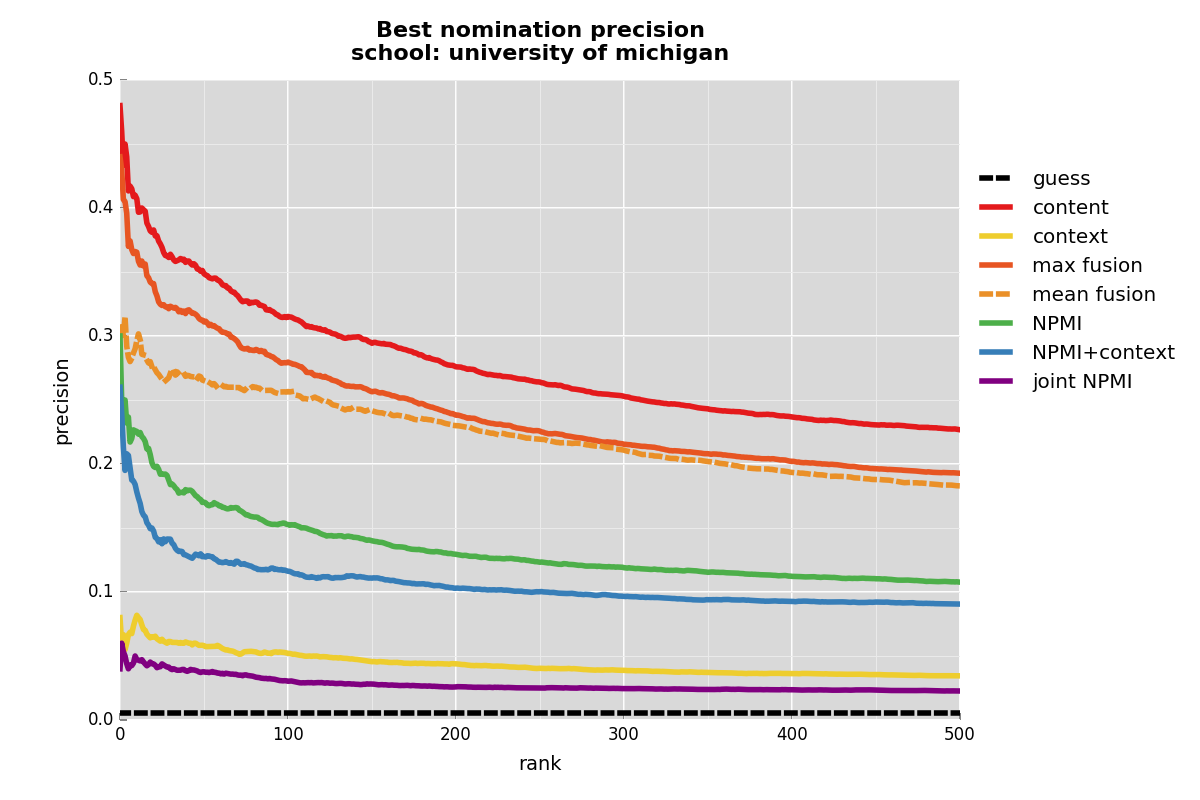 Best nomination precision
school: university of michigan
precision
0.5
0.4
0.3
0.2
0.1
0.0
0
100
200
300
400
500
rank
guess
content
context
max fusion
mean fusion
NPMI
NPMI+context
joint NPMI